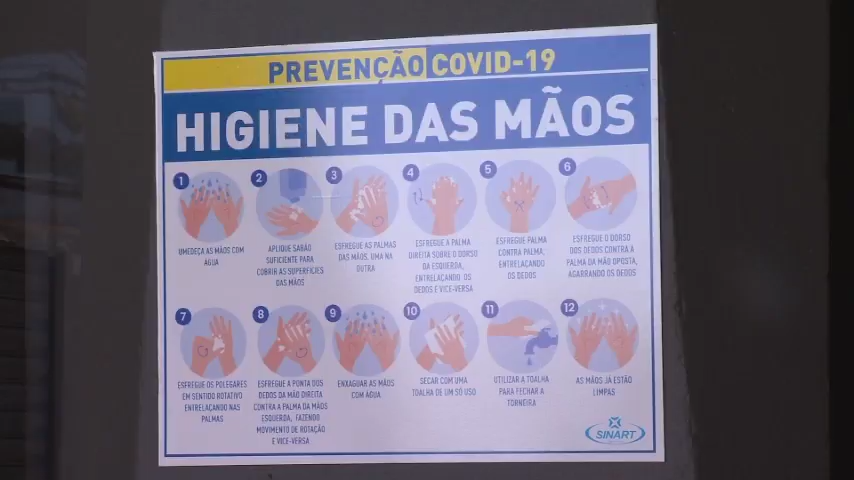 PREVENÇÃO COVID-19
HIGIENE DAS MÃOS
1
UMEDEÇA AS MÃOS COM
ÁGUA
2
APLIQUE SABÃO
SUFICIENTE PARA
COBRIR AS SUPERFÍCIES
DAS MÃOS
3
ESFREGUE AS PALMAS
DAS MÃOS, UMA NA
OUTRA
4
ESFREGUE A PALMA
DIREITA SOBRE O DORSO
DA ESQUERDA,
ENTRELAÇANDO OS
DEDOS E VICE-VERSA
5
ESFREGUE PALMA
CONTRA PALMA,
ENTRELAÇANDO
OS DEDOS
6
ESFREGUE O DORSO
DOS DEDOS CONTRA A
PALMA DA MÃO OPOSTA,
AGARRANDO OS DEDOS
7
ESFREGUE OS POLEGARES
EM SENTIDO ROTATIVO
ENTRELAÇANDO NAS
PALMAS
8
ESFREGUE A PONTA DOS
DEDOS DA MÃO DIREITA
CONTRA A PALMA DA MÃOS
ESQUERDA, FAZENDO
MOVIMENTO DE ROTAÇÃO
E VICE-VERSA
9
ENXAGUAR AS MÃOS
COM ÁGUA.
10
SECAR COM UMA
TOALHA DE UM SÓ USO
11
UTILIZAR A TOALHA
PARA FECHAR A
TORNEIRA
12
AS MÃOS JÁ ESTÃO
LIMPAS
SINART